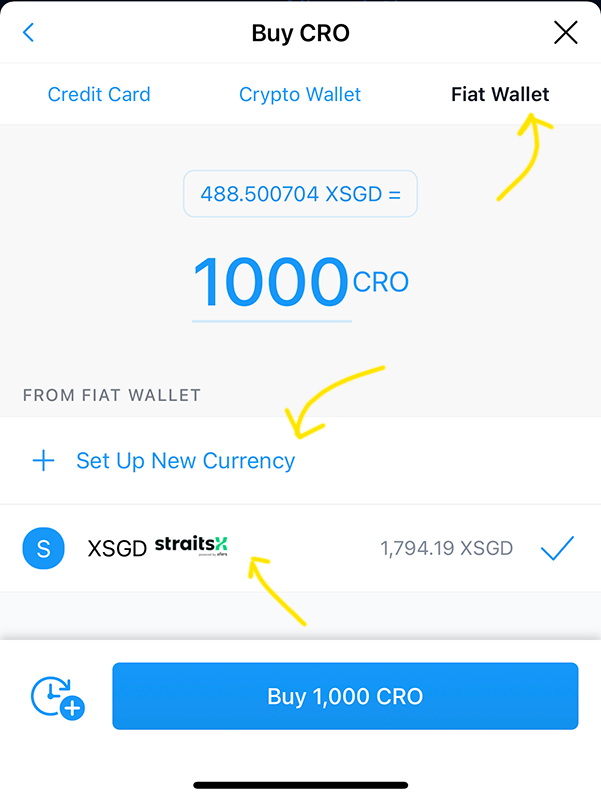 Buy CRO
Credit Card Crypto Wallet Fiat Wallet
488.500704 XSGD =
1000 CRO
FROM FIAT WALLET
+ Set Up New Currency
S XSGD straitsX 1,794.19 XSGD
powered by xfers
Buy 1,000 CRO